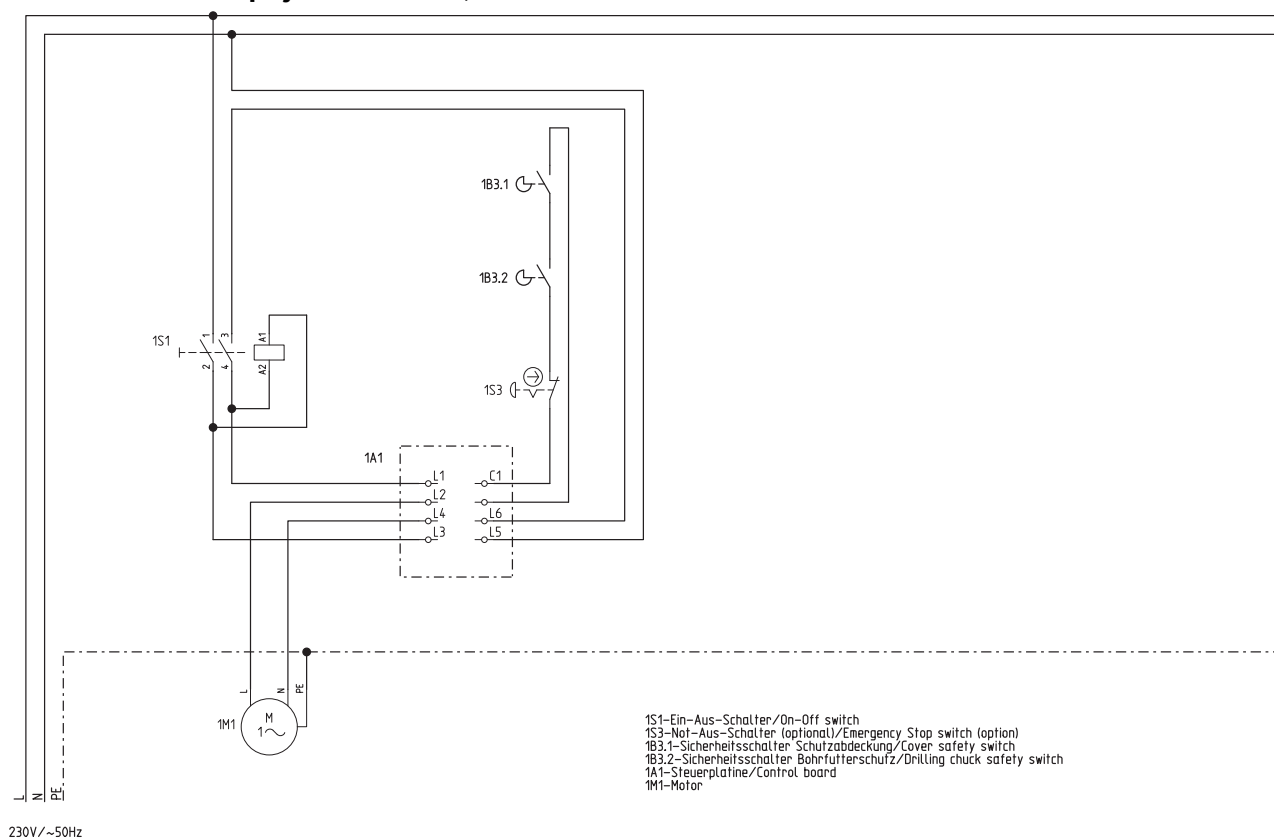 1B3.1
1B3.2
1S1
1
3
A1
2
4
A2
1S3
1A1
L1
C1
L2
L4
L6
L3
L5
L
N
PE
1M1
M
1~
1S1-Ein-Aus-Schalter/On-Off switch
1S3-Not-Aus-Schalter (optional)/Emergency Stop switch (option)
1B3.1-Sicherheitsschalter Schutzabdeckung/Cover safety switch
1B3.2-Sicherheitsschalter Bohrfutterschutz/Drilling chuck safety switch
1A1-Steuerplatine/Control board
1M1-Motor
L
N
PE
230V/~50Hz